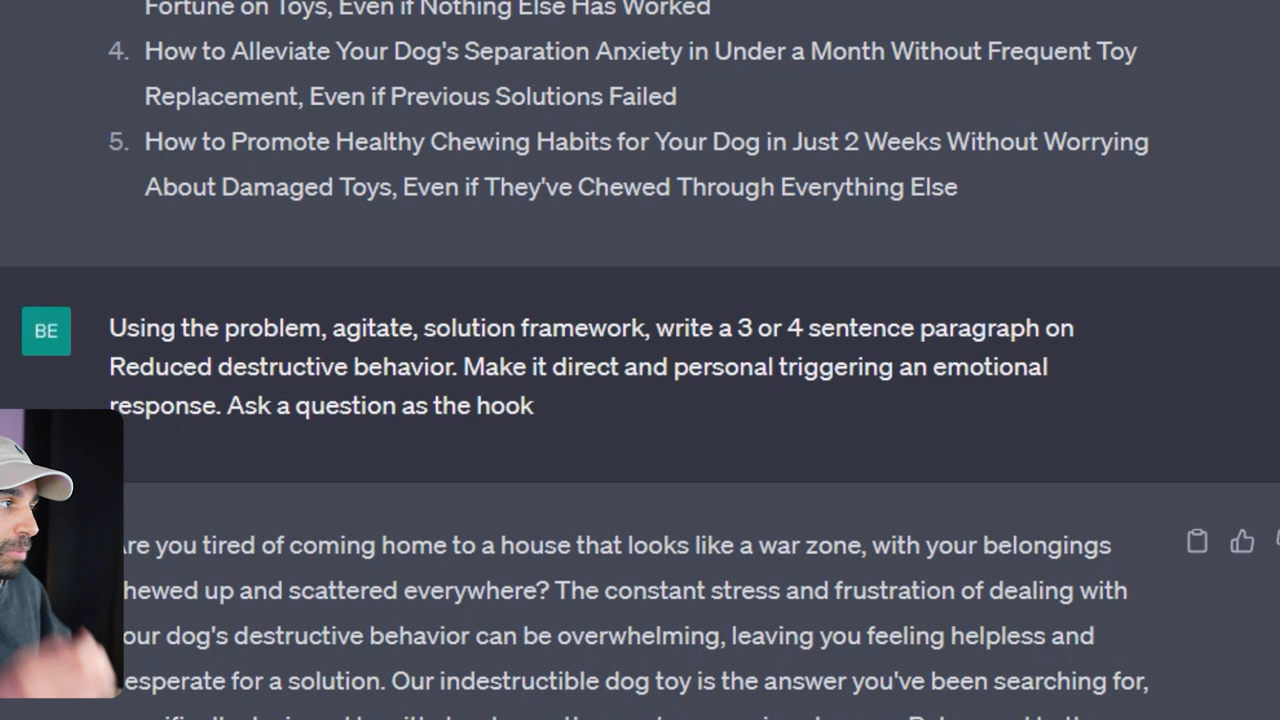 Fortune on Toys, Even if Nothing Else Has Worked
4. How to Alleviate Your Dog's Separation Anxiety in Under a Month Without Frequent Toy
Replacement, Even if Previous Solutions Failed
5. How to Promote Healthy Chewing Habits for Your Dog in Just 2 Weeks Without Worrying
About Damaged Toys, Even if They've Chewed Through Everything Else
BE
Using the problem, agitate, solution framework, write a 3 or 4 sentence paragraph on
Reduced destructive behavior. Make it direct and personal triggering an emotional
response. Ask a question as the hook
re you tired of coming home to a house that looks like a war zone, with your belongings
hewed up and scattered everywhere? The constant stress and frustration of dealing with
our dog's destructive behavior can be overwhelming, leaving you feeling helpless and
esperate for a solution. Our indestructible dog toy is the answer you've been searching for,